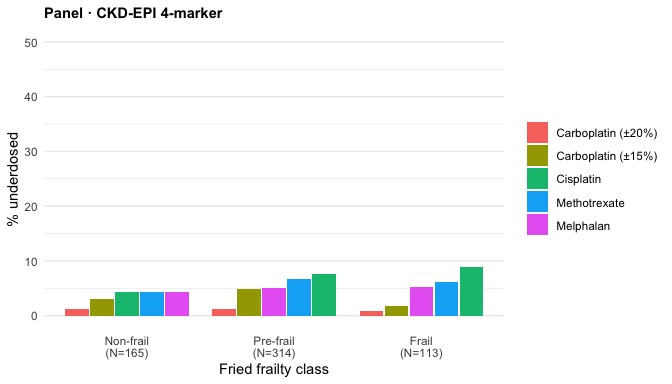 Panel · CKD-EPI 4-marker
% underdosed
50
40
30
20
10
0
Non-frail
(N=165)
Pre-frail
(N=314)
Frail
(N=113)
Fried frailty class
Carboplatin (±20%)
Carboplatin (±15%)
Cisplatin
Methotrexate
Melphalan